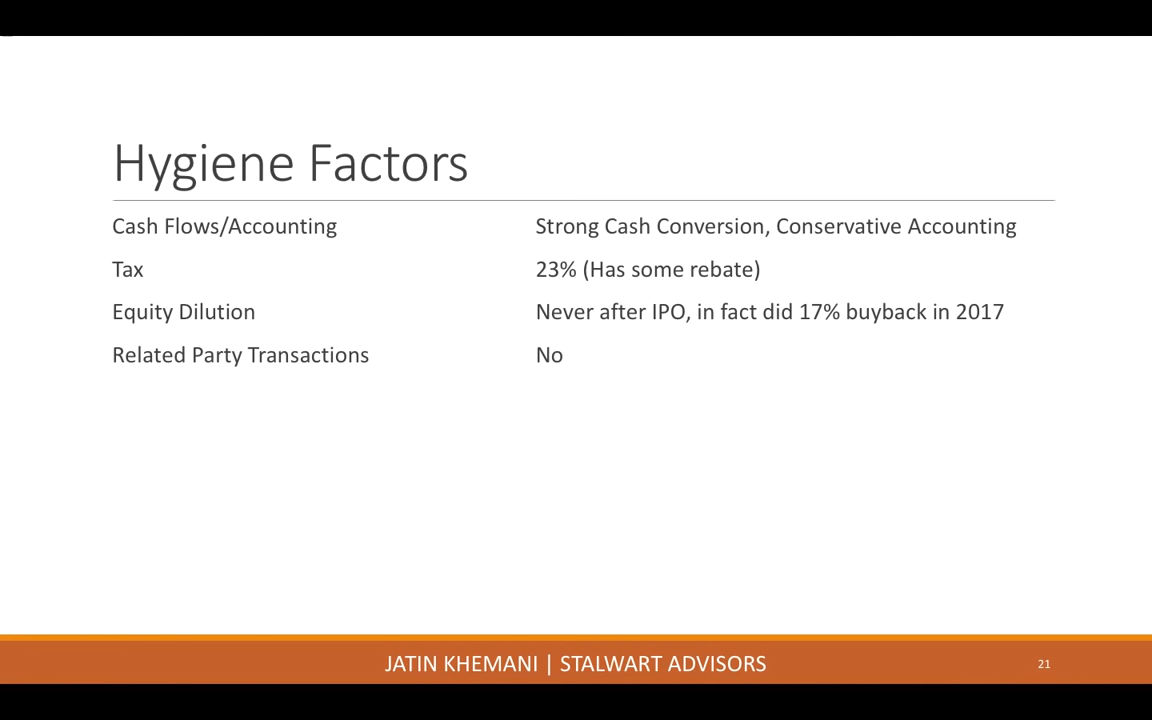 Hygiene Factors
Cash Flows/Accounting Strong Cash Conversion, Conservative Accounting
Tax 23% (Has some rebate)
Equity Dilution Never after IPO, in fact did 17% buyback in 2017
Related Party Transactions No
JATIN KHEMANI | STALWART ADVISORS 21